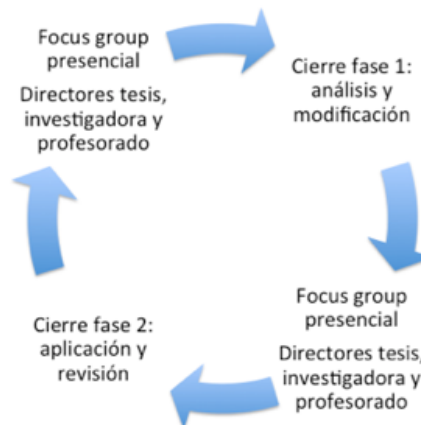 Focus group
presencial
Directores tesis,
investigadora y
profesorado
Cierre fase 1:
análisis y
modificación
Focus group
presencial
Directores tesis,
investigadora y
profesorado
Cierre fase 2:
aplicación y
revisión